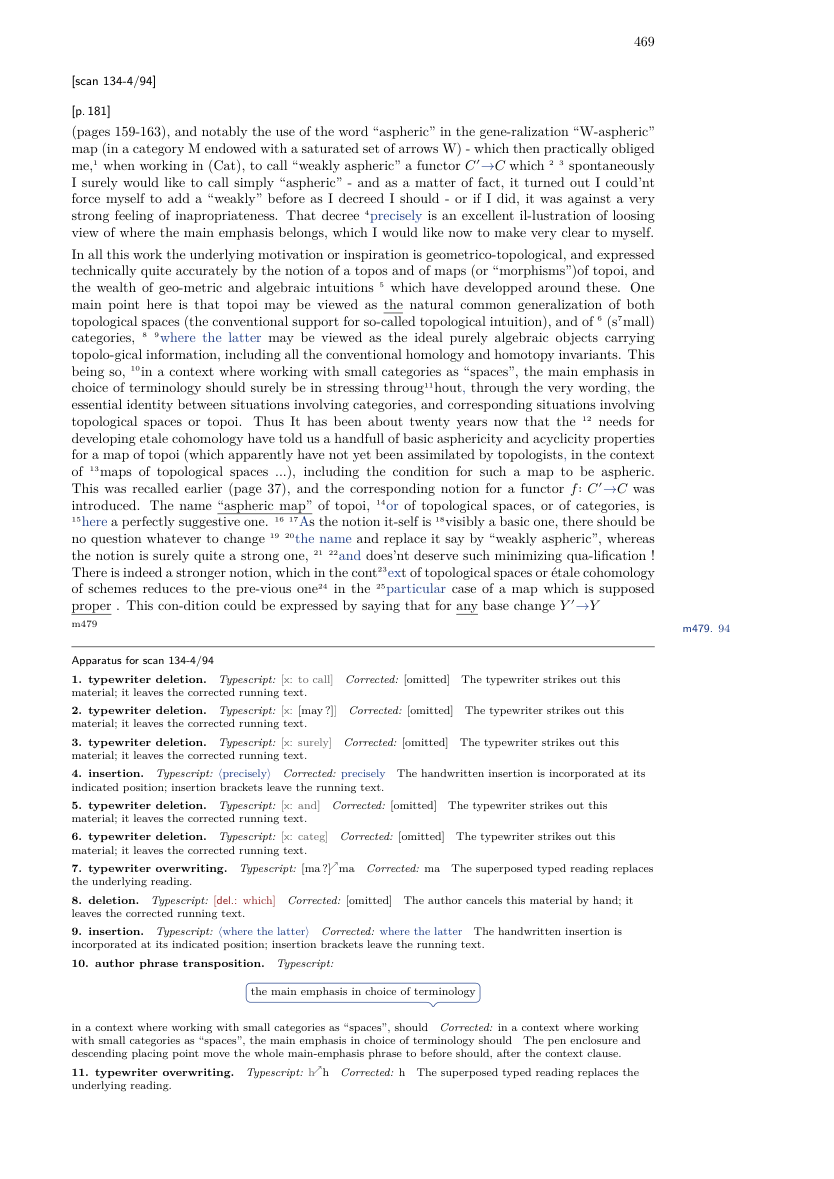 469
[scan 134-4/94]
[p. 181]
(pages 159-163), and notably the use of the word “aspheric” in the gene-ralization “W-aspheric”
map (in a category M endowed with a saturated set of arrows W) - which then practically obliged
me,¹ when working in (Cat), to call “weakly aspheric” a functor C′→C which ² ³ spontaneously
I surely would like to call simply “aspheric” - and as a matter of fact, it turned out I could'nt
force myself to add a “weakly” before as I decreed I should - or if I did, it was against a very
strong feeling of inapropriateness. That decree ⁴precisely is an excellent il-lustration of loosing
view of where the main emphasis belongs, which I would like now to make very clear to myself.
In all this work the underlying motivation or inspiration is geometrico-topological, and expressed
technically quite accurately by the notion of a topos and of maps (or “morphisms”)of topoi, and
the wealth of geo-metric and algebraic intuitions ⁵ which have developped around these. One
main point here is that topoi may be viewed as the natural common generalization of both
topological spaces (the conventional support for so-called topological intuition), and of ⁶ (s⁷mall)
categories, ⁸ ⁹where the latter may be viewed as the ideal purely algebraic objects carrying
topolo-gical information, including all the conventional homology and homotopy invariants. This
being so, ¹⁰in a context where working with small categories as “spaces”, the main emphasis in
choice of terminology should surely be in stressing throug¹¹hout, through the very wording, the
essential identity between situations involving categories, and corresponding situations involving
topological spaces or topoi. Thus It has been about twenty years now that the ¹² needs for
developing etale cohomology have told us a handfull of basic asphericity and acyclicity properties
for a map of topoi (which apparently have not yet been assimilated by topologists, in the context
of ¹³maps of topological spaces ...), including the condition for such a map to be aspheric.
This was recalled earlier (page 37), and the corresponding notion for a functor f: C′→C was
introduced. The name “aspheric map” of topoi, ¹⁴or of topological spaces, or of categories, is
¹⁵here a perfectly suggestive one. ¹⁶ ¹⁷As the notion it-self is ¹⁸visibly a basic one, there should be
no question whatever to change ¹⁹ ²⁰the name and replace it say by “weakly aspheric”, whereas
the notion is surely quite a strong one, ²¹ ²²and does'nt deserve such minimizing qua-lification !
There is indeed a stronger notion, which in the cont²³ext of topological spaces or étale cohomology
of schemes reduces to the pre-vious one²⁴ in the ²⁵particular case of a map which is supposed
proper . This con-dition could be expressed by saying that for any base change Y′→Y
m479
m479. 94
Apparatus for scan 134-4/94
1. typewriter deletion. Typescript: [x: to call] Corrected: [omitted] The typewriter strikes out this
material; it leaves the corrected running text.
2. typewriter deletion. Typescript: [x: [may ?]] Corrected: [omitted] The typewriter strikes out this
material; it leaves the corrected running text.
3. typewriter deletion. Typescript: [x: surely] Corrected: [omitted] The typewriter strikes out this
material; it leaves the corrected running text.
4. insertion. Typescript: ⟨precisely⟩ Corrected: precisely The handwritten insertion is incorporated at its
indicated position; insertion brackets leave the running text.
5. typewriter deletion. Typescript: [x: and] Corrected: [omitted] The typewriter strikes out this
material; it leaves the corrected running text.
6. typewriter deletion. Typescript: [x: categ] Corrected: [omitted] The typewriter strikes out this
material; it leaves the corrected running text.
7. typewriter overwriting. Typescript: [ma ?]↗ma Corrected: ma The superposed typed reading replaces
the underlying reading.
8. deletion. Typescript: [del.: which] Corrected: [omitted] The author cancels this material by hand; it
leaves the corrected running text.
9. insertion. Typescript: ⟨where the latter⟩ Corrected: where the latter The handwritten insertion is
incorporated at its indicated position; insertion brackets leave the running text.
10. author phrase transposition. Typescript:
the main emphasis in choice of terminology
in a context where working with small categories as “spaces”, should Corrected: in a context where working
with small categories as “spaces”, the main emphasis in choice of terminology should The pen enclosure and
descending placing point move the whole main-emphasis phrase to before should, after the context clause.
11. typewriter overwriting. Typescript: h↗h Corrected: h The superposed typed reading replaces the
underlying reading.